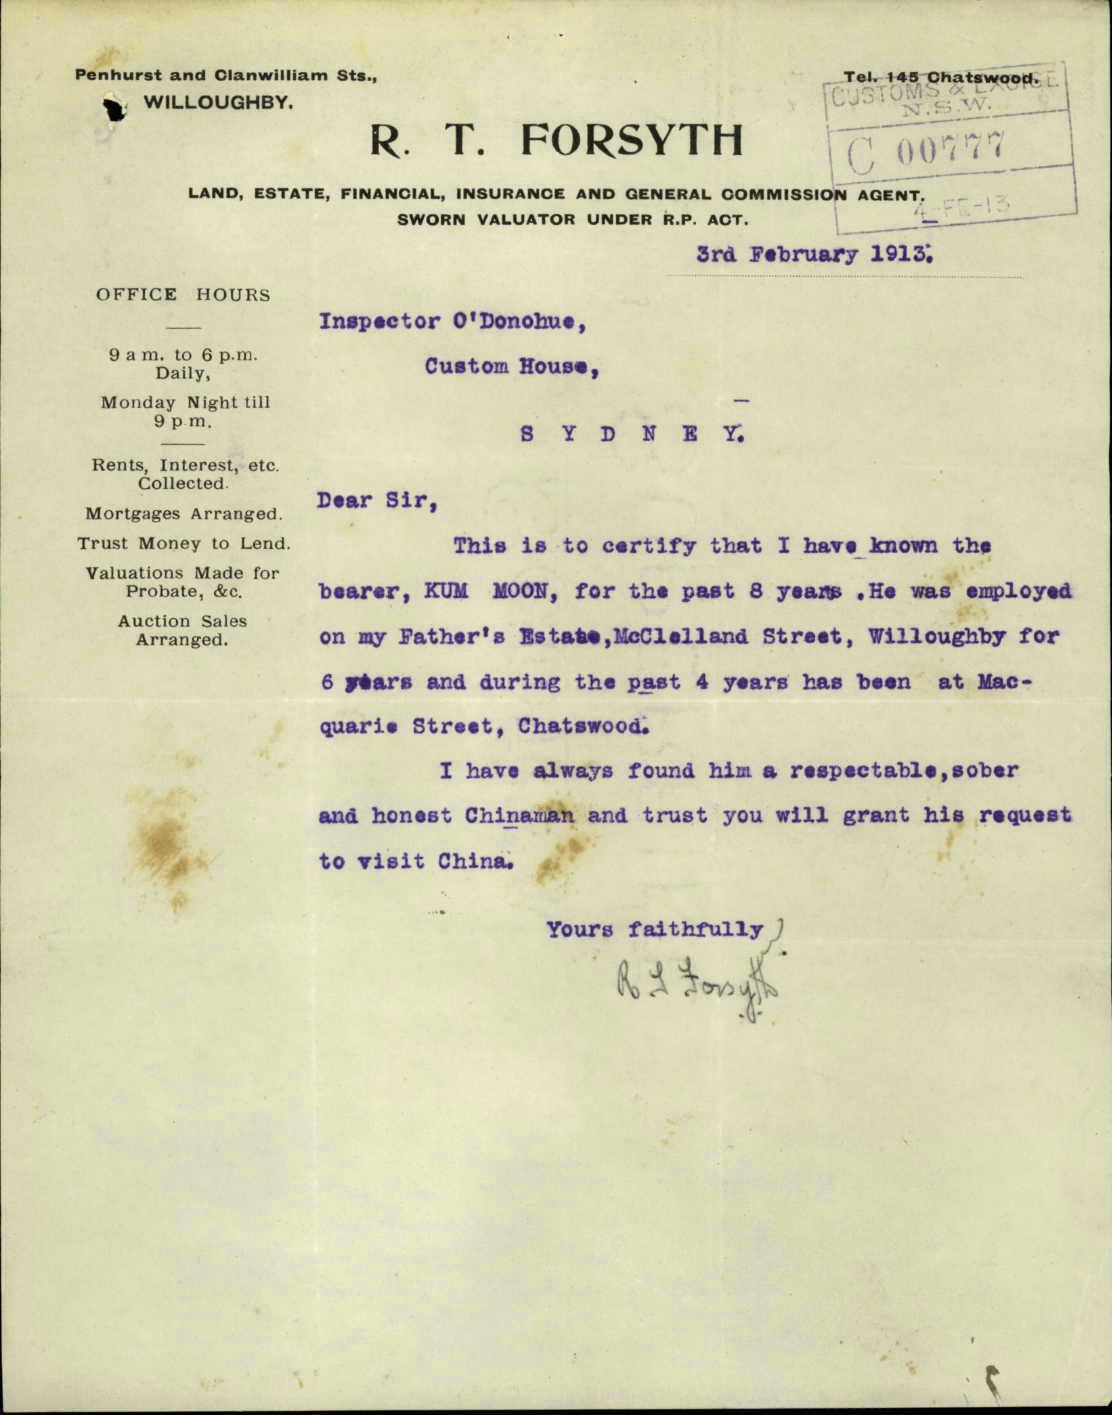 Penhurst and Clanwilliam Sts.,
WILLOUGHBY.
Tel. 145 Chatswood.
CUSTOMS & EXCISE
N.S.W.
C 00777
4-FE-13
R. T. FORSYTH
LAND, ESTATE, FINANCIAL, INSURANCE AND GENERAL COMMISSION AGENT.
SWORN VALUATOR UNDER R.P. ACT.
3rd February 1913.
OFFICE HOURS
9 a m. to 6 p.m.
Daily,
Monday Night till
9 p m.
Rents, Interest, etc.
Collected.
Mortgages Arranged.
Trust Money to Lend.
Valuations Made for
Probate, &c.
Auction Sales
Arranged.
Inspector O'Donohue,
Custom House,
S Y D N E Y.
Dear Sir,
This is to certify that I have known the
bearer, KUM MOON, for the past 8 years .He was employed
on my Father's Estate,McClelland Street, Willoughby for
6 years and during the past 4 years has been at Mac-
quarie Street, Chatswood.
I have always found him a respectable,sober
and honest Chinaman and trust you will grant his request
to visit China.
Yours faithfully,
R T Forsyth